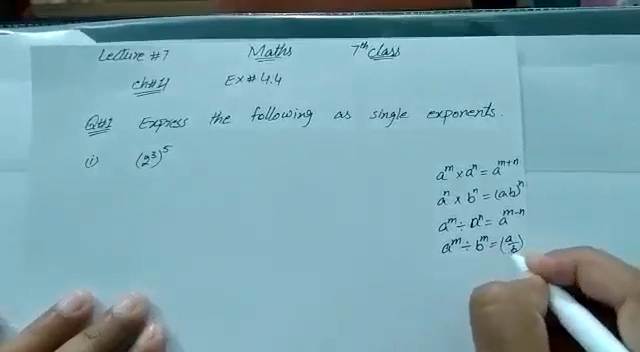 Lecture #7 Maths 7th class
Ch#4 Ex#4.4
Q#1 Express the following as single exponents.
(i) (2³)⁵
aᵐ × aⁿ = aᵐ⁺ⁿ
aⁿ × bⁿ = (ab)ⁿ
aᵐ ÷ aⁿ = aᵐ⁻ⁿ
aᵐ ÷ bᵐ = (a/b)